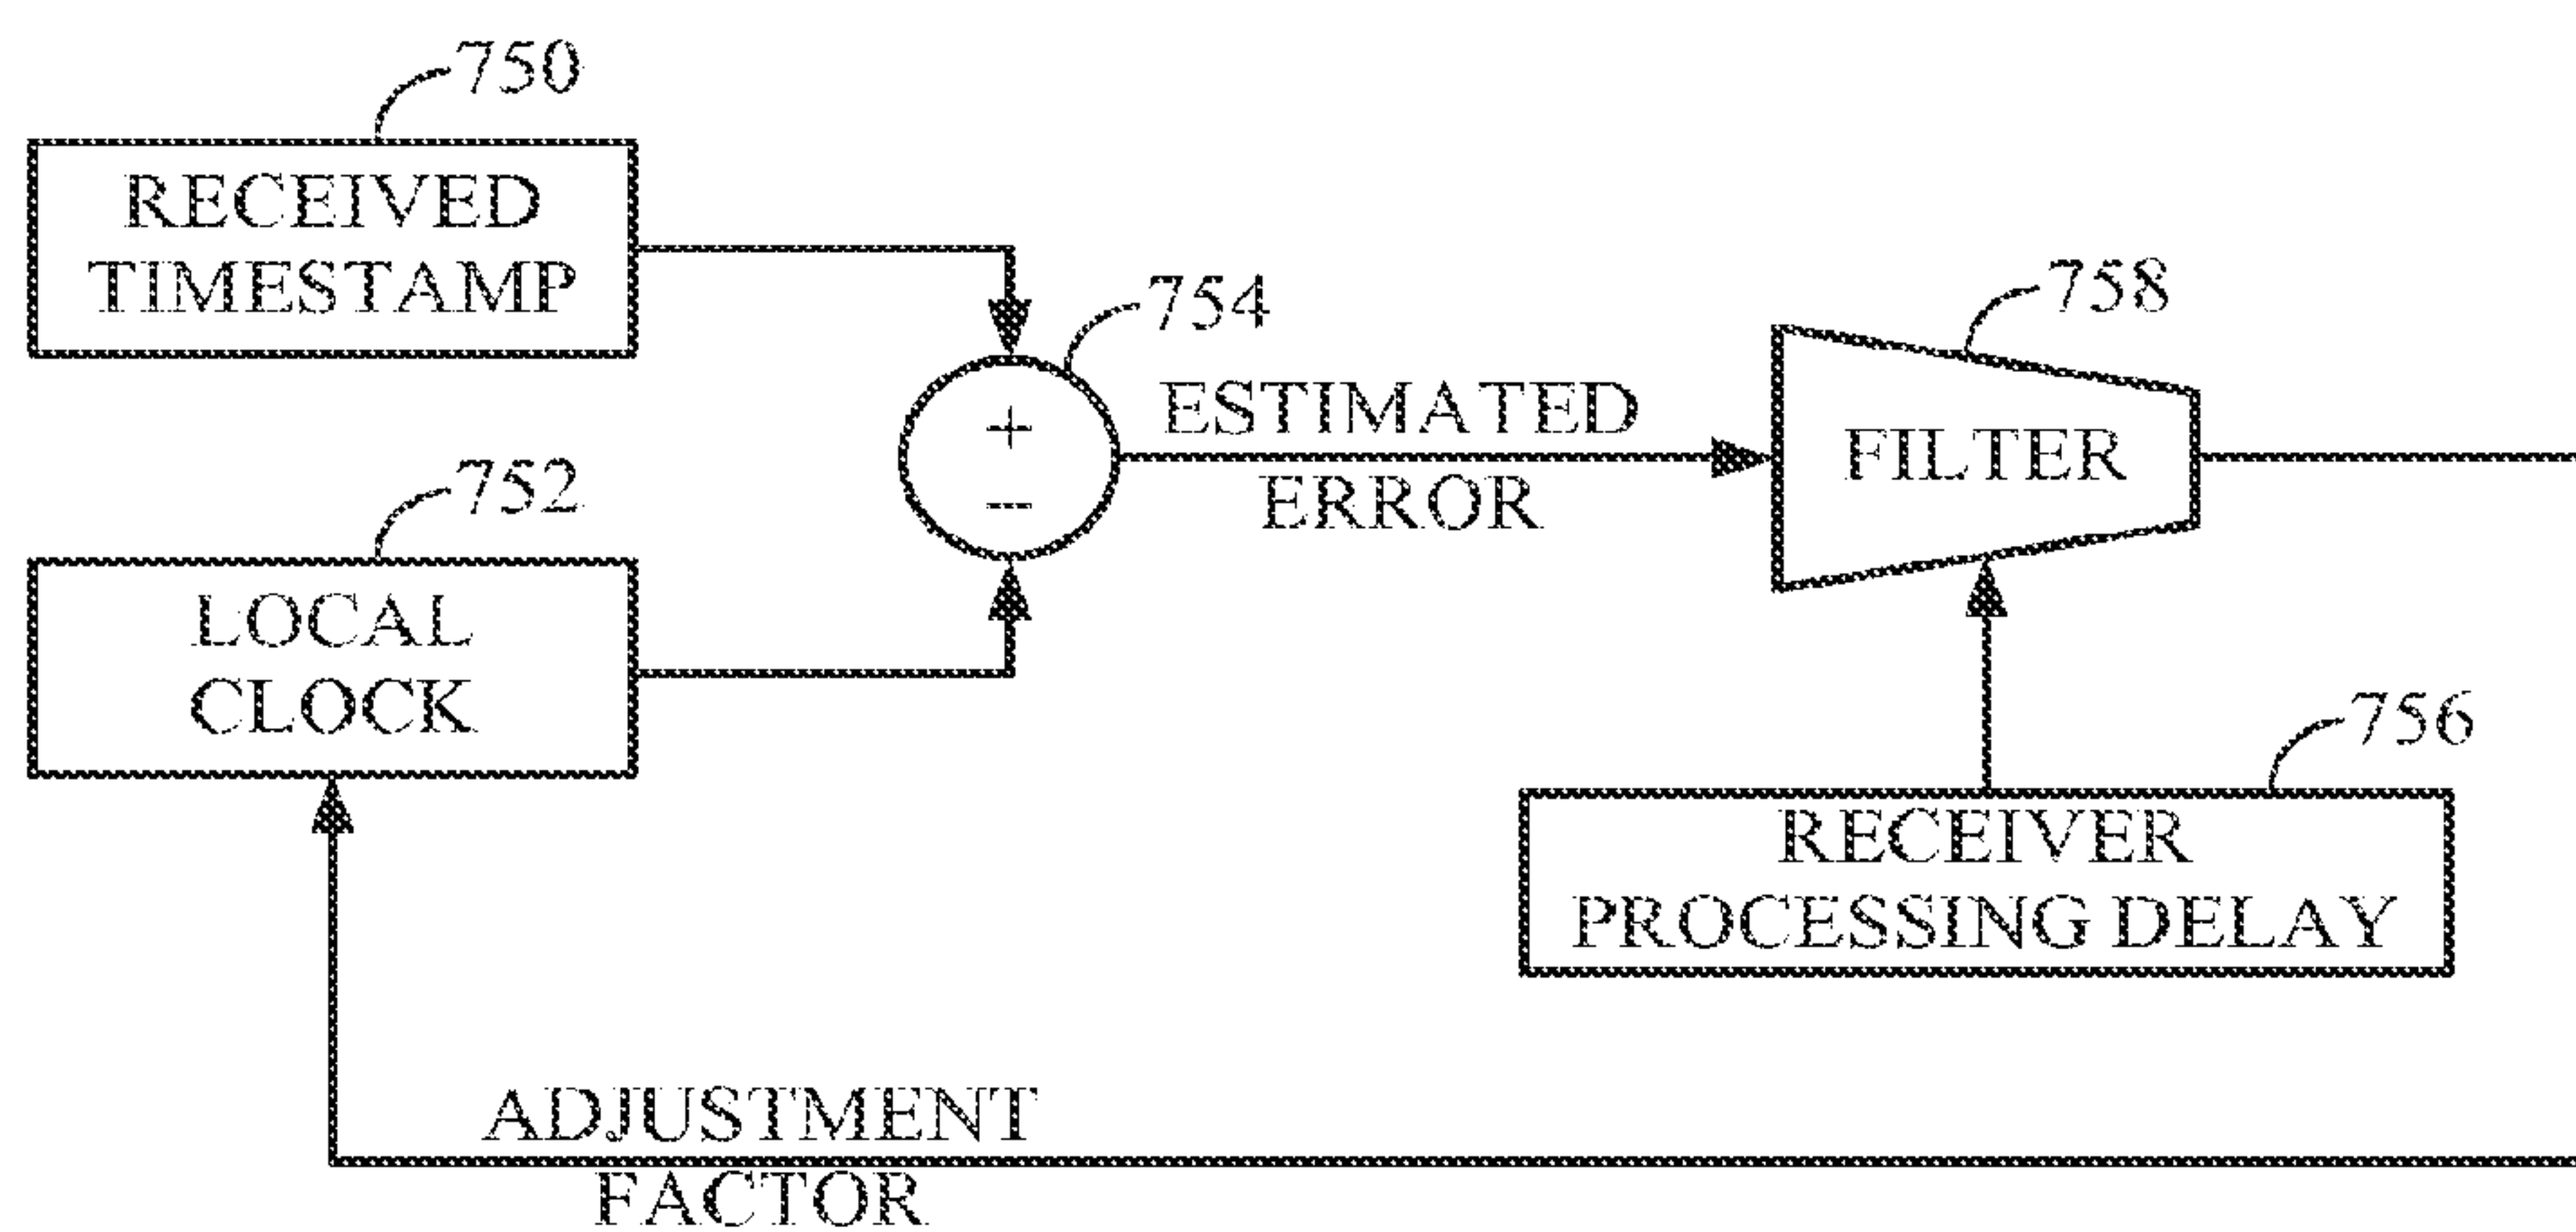 750
RECEIVED
TIMESTAMP
754
758
+
-
ESTIMATED
ERROR
FILTER
752
LOCAL
CLOCK
756
RECEIVER
PROCESSING DELAY
ADJUSTMENT
FACTOR